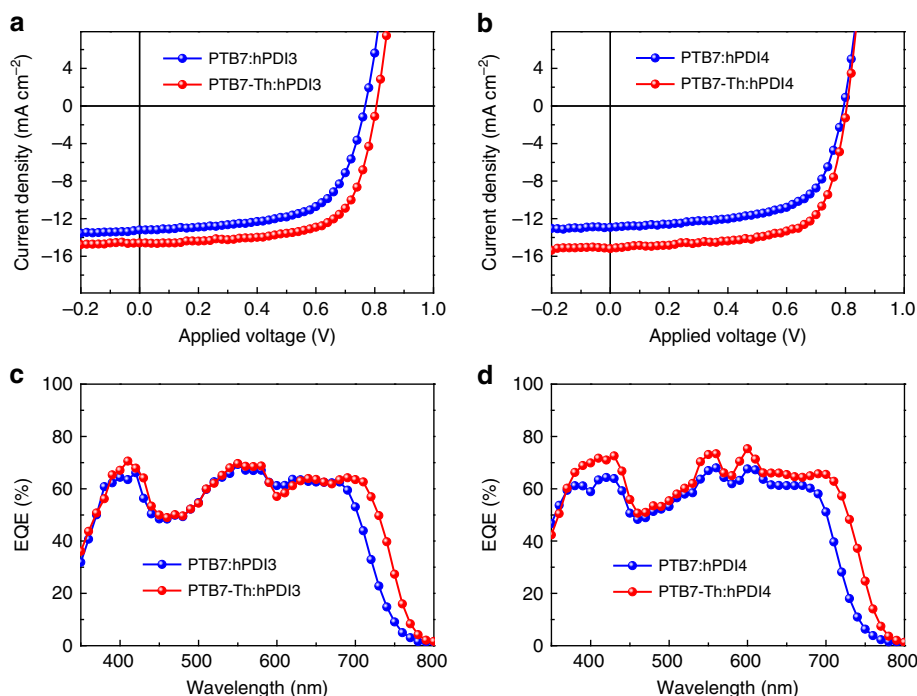 a
4
0
−4
−8
−12
−16
Current density (mA cm−2)
PTB7:hPDI3
PTB7-Th:hPDI3
−0.2 0.0 0.2 0.4 0.6 0.8 1.0
Applied voltage (V)
b
4
0
−4
−8
−12
−16
Current density (mA cm−2)
PTB7:hPDI4
PTB7-Th:hPDI4
−0.2 0.0 0.2 0.4 0.6 0.8 1.0
Applied voltage (V)
c
100
80
60
40
20
0
EQE (%)
PTB7:hPDI3
PTB7-Th:hPDI3
400 500 600 700 800
Wavelength (nm)
d
100
80
60
40
20
0
EQE (%)
PTB7:hPDI4
PTB7-Th:hPDI4
400 500 600 700 800
Wavelength (nm)